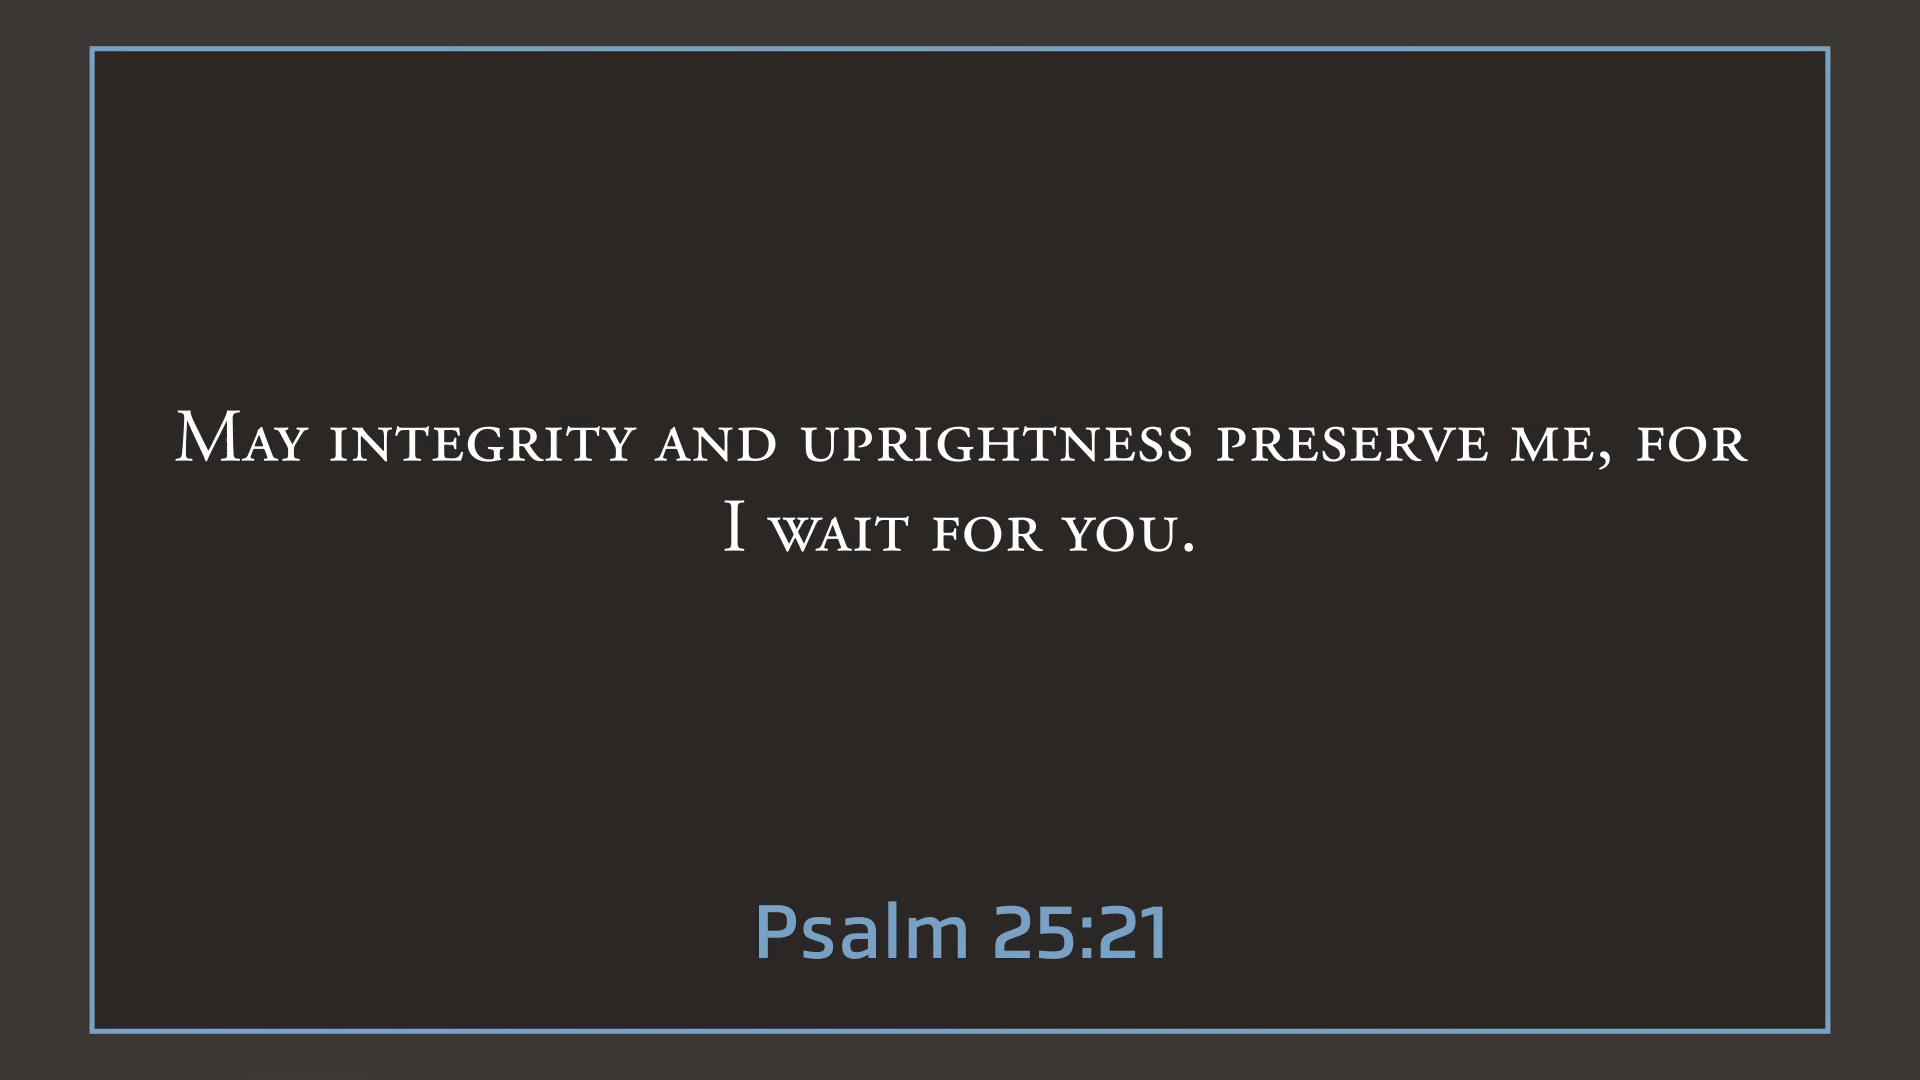 May integrity and uprightness preserve me, for
I wait for you.
Psalm 25:21